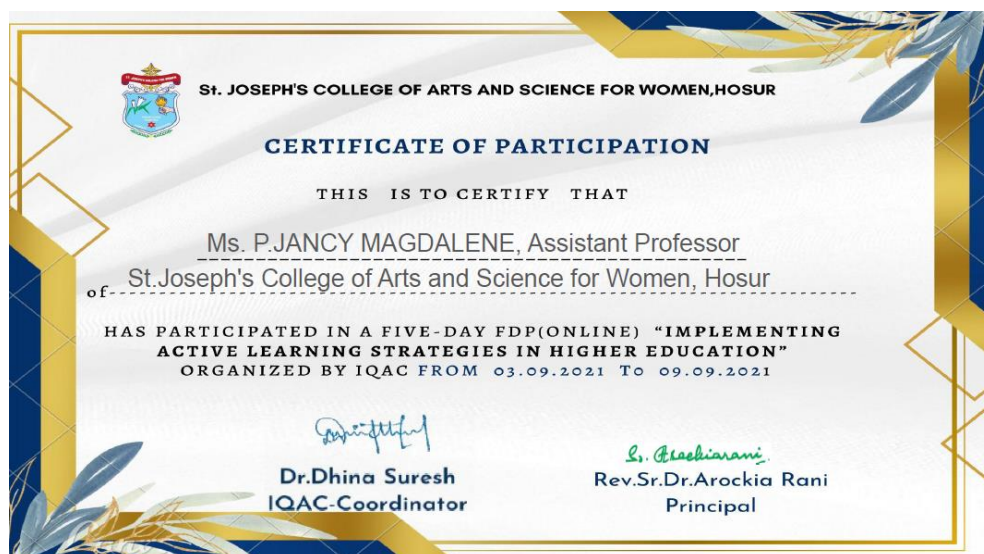 St. JOSEPH'S COLLEGE OF ARTS AND SCIENCE FOR WOMEN,HOSUR
CERTIFICATE OF PARTICIPATION
THIS IS TO CERTIFY THAT
Ms. P.JANCY MAGDALENE, Assistant Professor
of St.Joseph's College of Arts and Science for Women, Hosur
HAS PARTICIPATED IN A FIVE-DAY FDP(ONLINE) “IMPLEMENTING
ACTIVE LEARNING STRATEGIES IN HIGHER EDUCATION”
ORGANIZED BY IQAC FROM 03.09.2021 To 09.09.2021
Dr.Dhina Suresh
IQAC-Coordinator
Rev.Sr.Dr.Arockia Rani
Principal